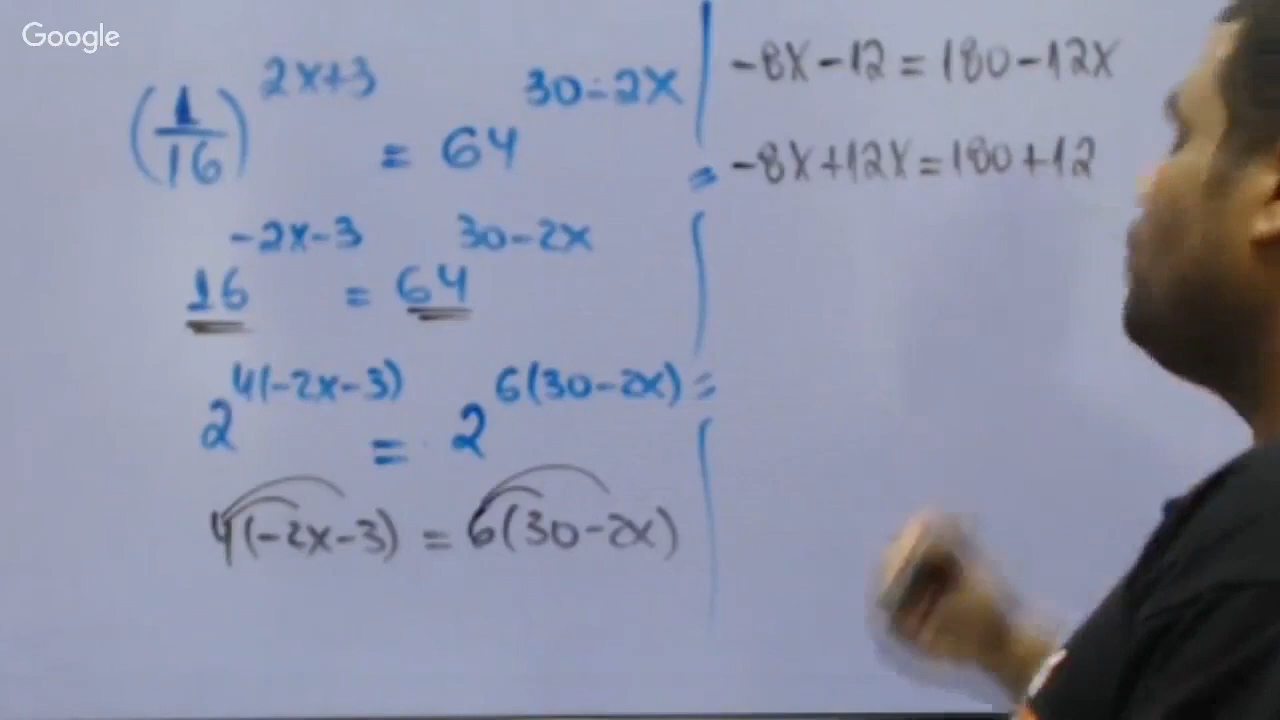 Google
(1/16)^(2x+3) = 64^(30-2x)
16^(-2x-3) = 64^(30-2x)
2^(4(-2x-3)) = 2^(6(30-2x)) =
4(-2x-3) = 6(30-2x)
-8x-12=180-12x
= -8x+12x=180+12